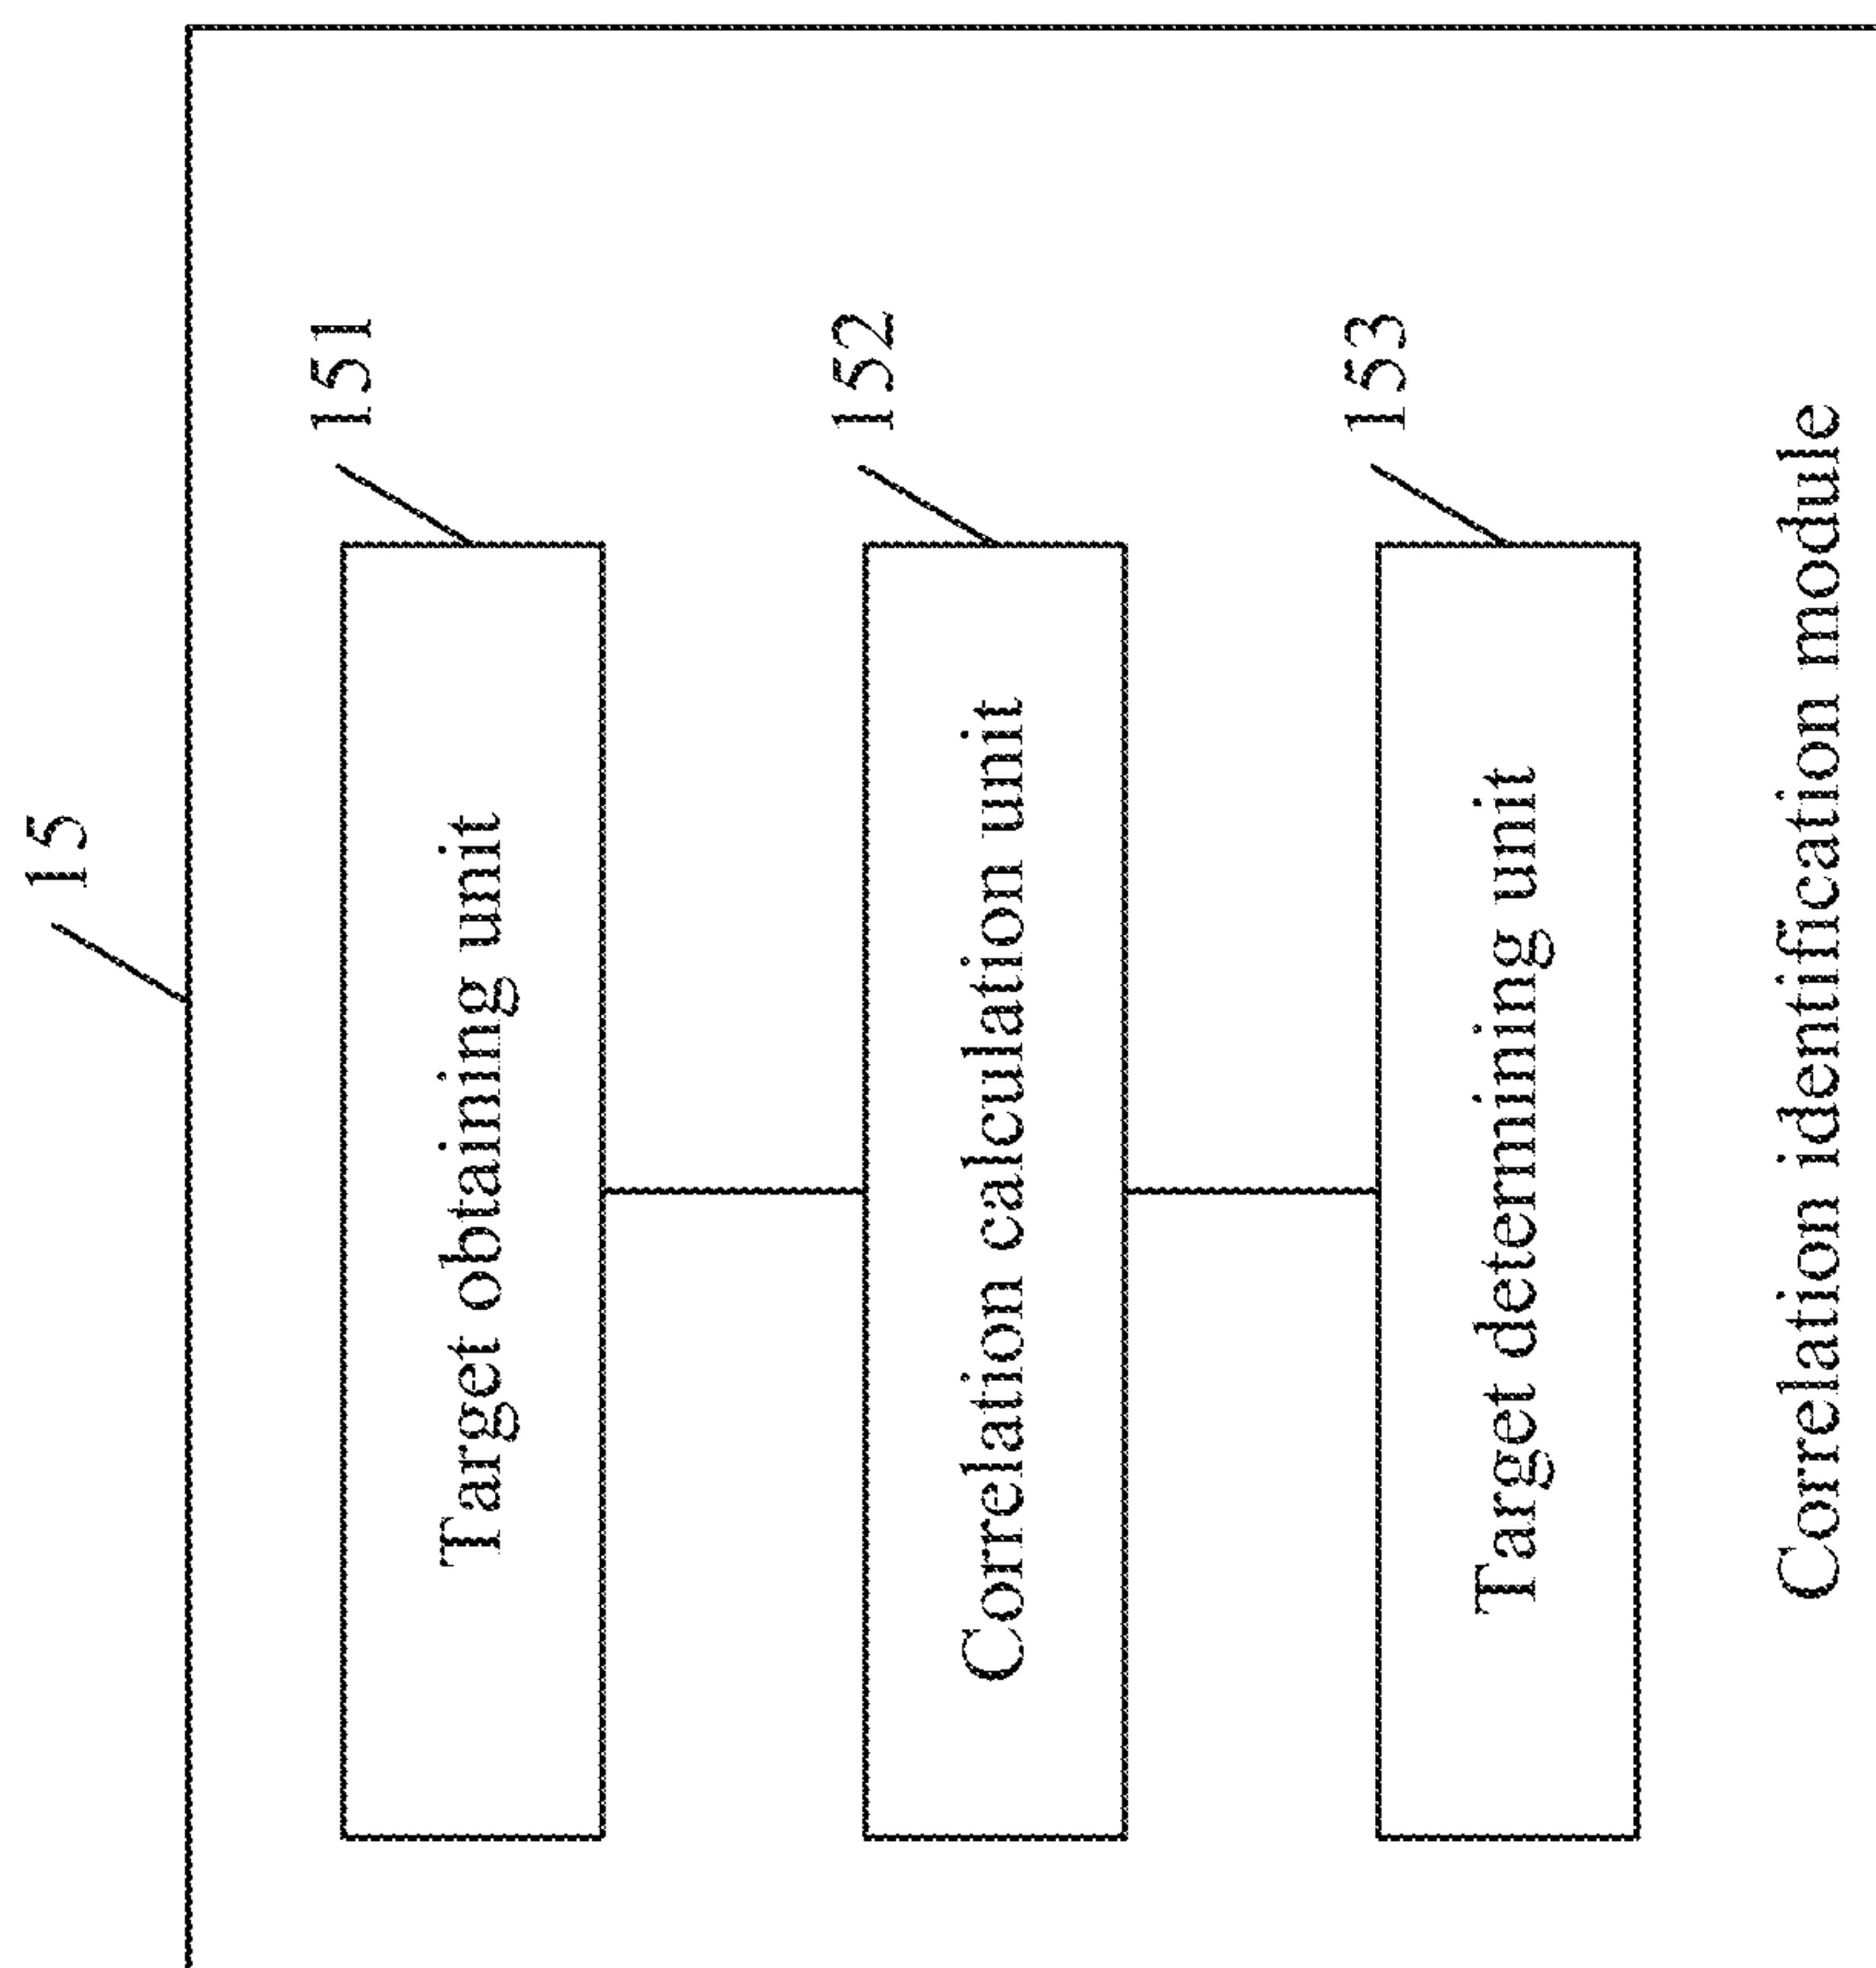 15
151
Target obtaining unit
152
Correlation calculation unit
153
Target determining unit
Correlation identification module